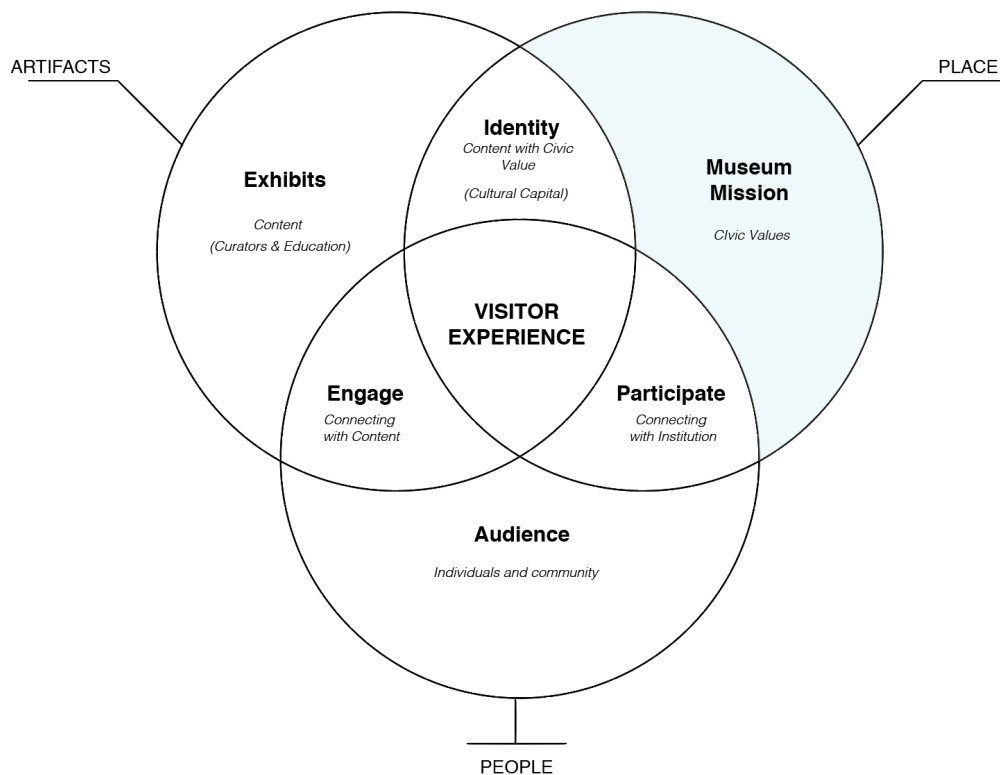 ARTIFACTS
PLACE
Identity
Content with Civic
Value
(Cultural Capital)
Exhibits
Content
(Curators & Education)
Museum
Mission
CIvic Values
VISITOR
EXPERIENCE
Engage
Connecting
with Content
Participate
Connecting
with Institution
Audience
Individuals and community
PEOPLE